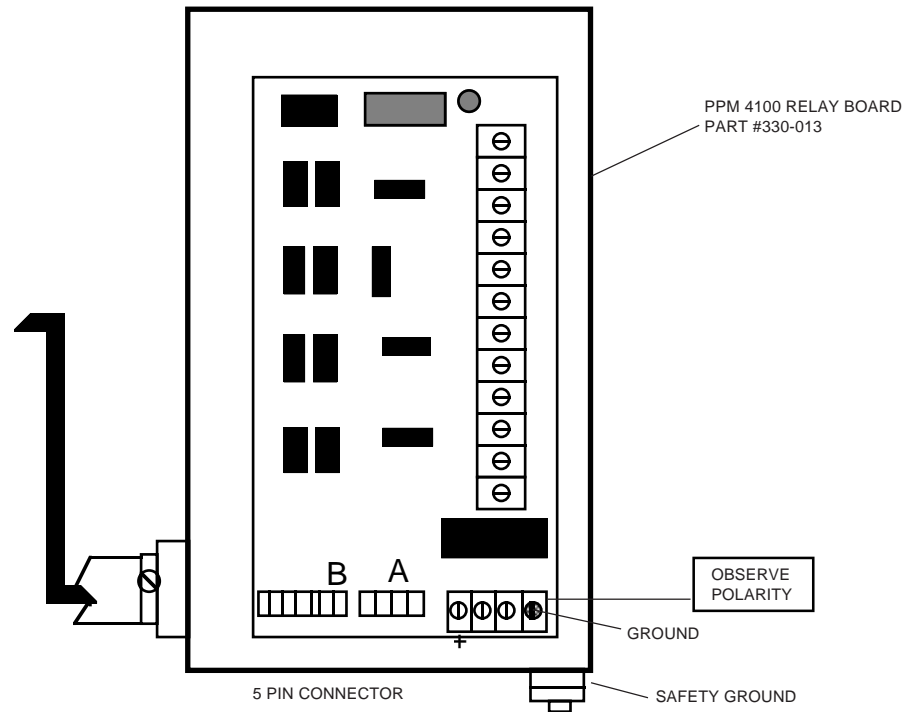 PPM 4100 RELAY BOARD
PART #330-013
B A
OBSERVE
POLARITY
+
GROUND
5 PIN CONNECTOR
SAFETY GROUND